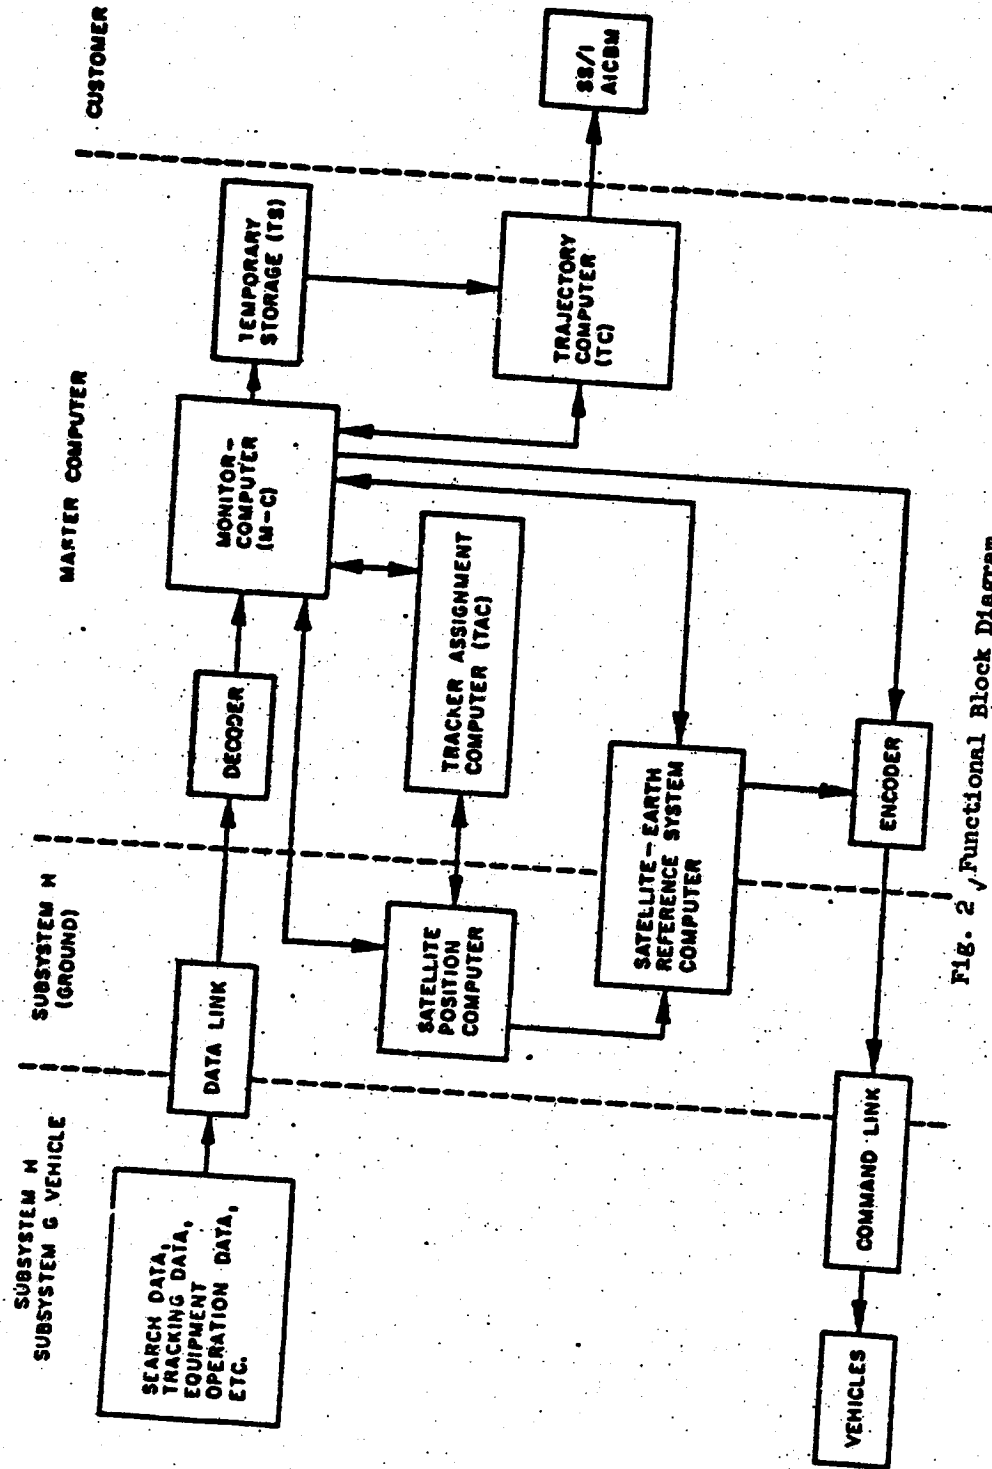 SUBSYSTEM H
SUBSYSTEM G VEHICLE
SUBSYSTEM H
(GROUND)
MASTER COMPUTER
CUSTOMER
SEARCH DATA,
TRACKING DATA,
EQUIPMENT
OPERATION DATA,
ETC.
DATA LINK
DECODER
MONITOR-
COMPUTER
(M-C)
TEMPORARY
STORAGE (TS)
SATELLITE
POSITION
COMPUTER
TRACKER ASSIGNMENT
COMPUTER (TAC)
TRAJECTORY
COMPUTER
(TC)
SS/I
AICBM
SATELLITE-EARTH
REFERENCE SYSTEM
COMPUTER
VEHICLES
COMMAND LINK
ENCODER
Fig. 2 Functional Block Diagram